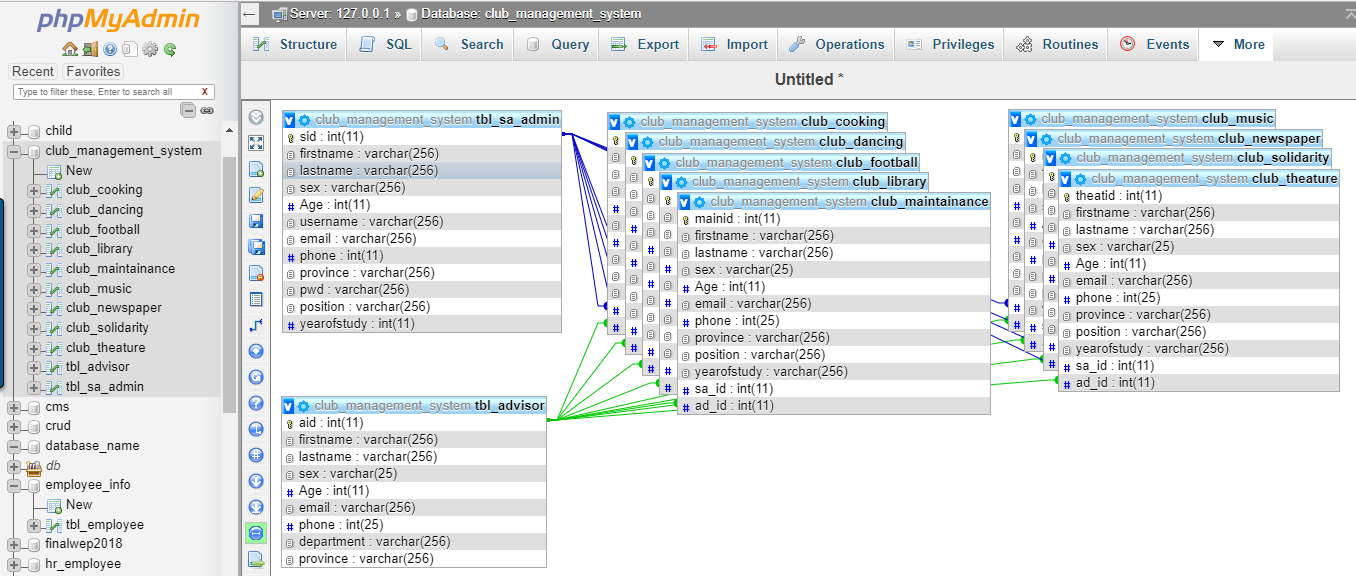 phpMyAdmin
Recent Favorites
Type to filter these, Enter to search all X
child
club_management_system
New
club_cooking
club_dancing
club_football
club_library
club_maintainance
club_music
club_newspaper
club_solidarity
club_theature
tbl_advisor
tbl_sa_admin
cms
crud
database_name
db
employee_info
New
tbl_employee
finalwep2018
hr_employee
Server: 127.0.0.1 » Database: club_management_system
Structure SQL Search Query Export Import Operations Privileges Routines Events More
Untitled *
club_management_system tbl_sa_admin
sid : int(11)
firstname : varchar(256)
lastname : varchar(256)
sex : varchar(256)
Age : int(11)
username : varchar(256)
email : varchar(256)
phone : int(11)
province : varchar(256)
pwd : varchar(256)
position : varchar(256)
yearofstudy : int(11)
club_management_system tbl_advisor
aid : int(11)
firstname : varchar(256)
lastname : varchar(256)
sex : varchar(25)
Age : int(11)
email : varchar(256)
phone : int(25)
department : varchar(256)
province : varchar(256)
club_management_system club_cooking
club_management_system club_dancing
club_management_system club_football
club_management_system club_library
club_management_system club_maintainance
mainid : int(11)
firstname : varchar(256)
lastname : varchar(256)
sex : varchar(25)
Age : int(11)
email : varchar(256)
phone : int(25)
province : varchar(256)
position : varchar(256)
yearofstudy : varchar(256)
sa_id : int(11)
ad_id : int(11)
club_management_system club_music
club_management_system club_newspaper
club_management_system club_solidarity
club_management_system club_theature
theatid : int(11)
firstname : varchar(256)
lastname : varchar(256)
sex : varchar(25)
Age : int(11)
email : varchar(256)
phone : int(25)
province : varchar(256)
position : varchar(256)
yearofstudy : varchar(256)
sa_id : int(11)
ad_id : int(11)